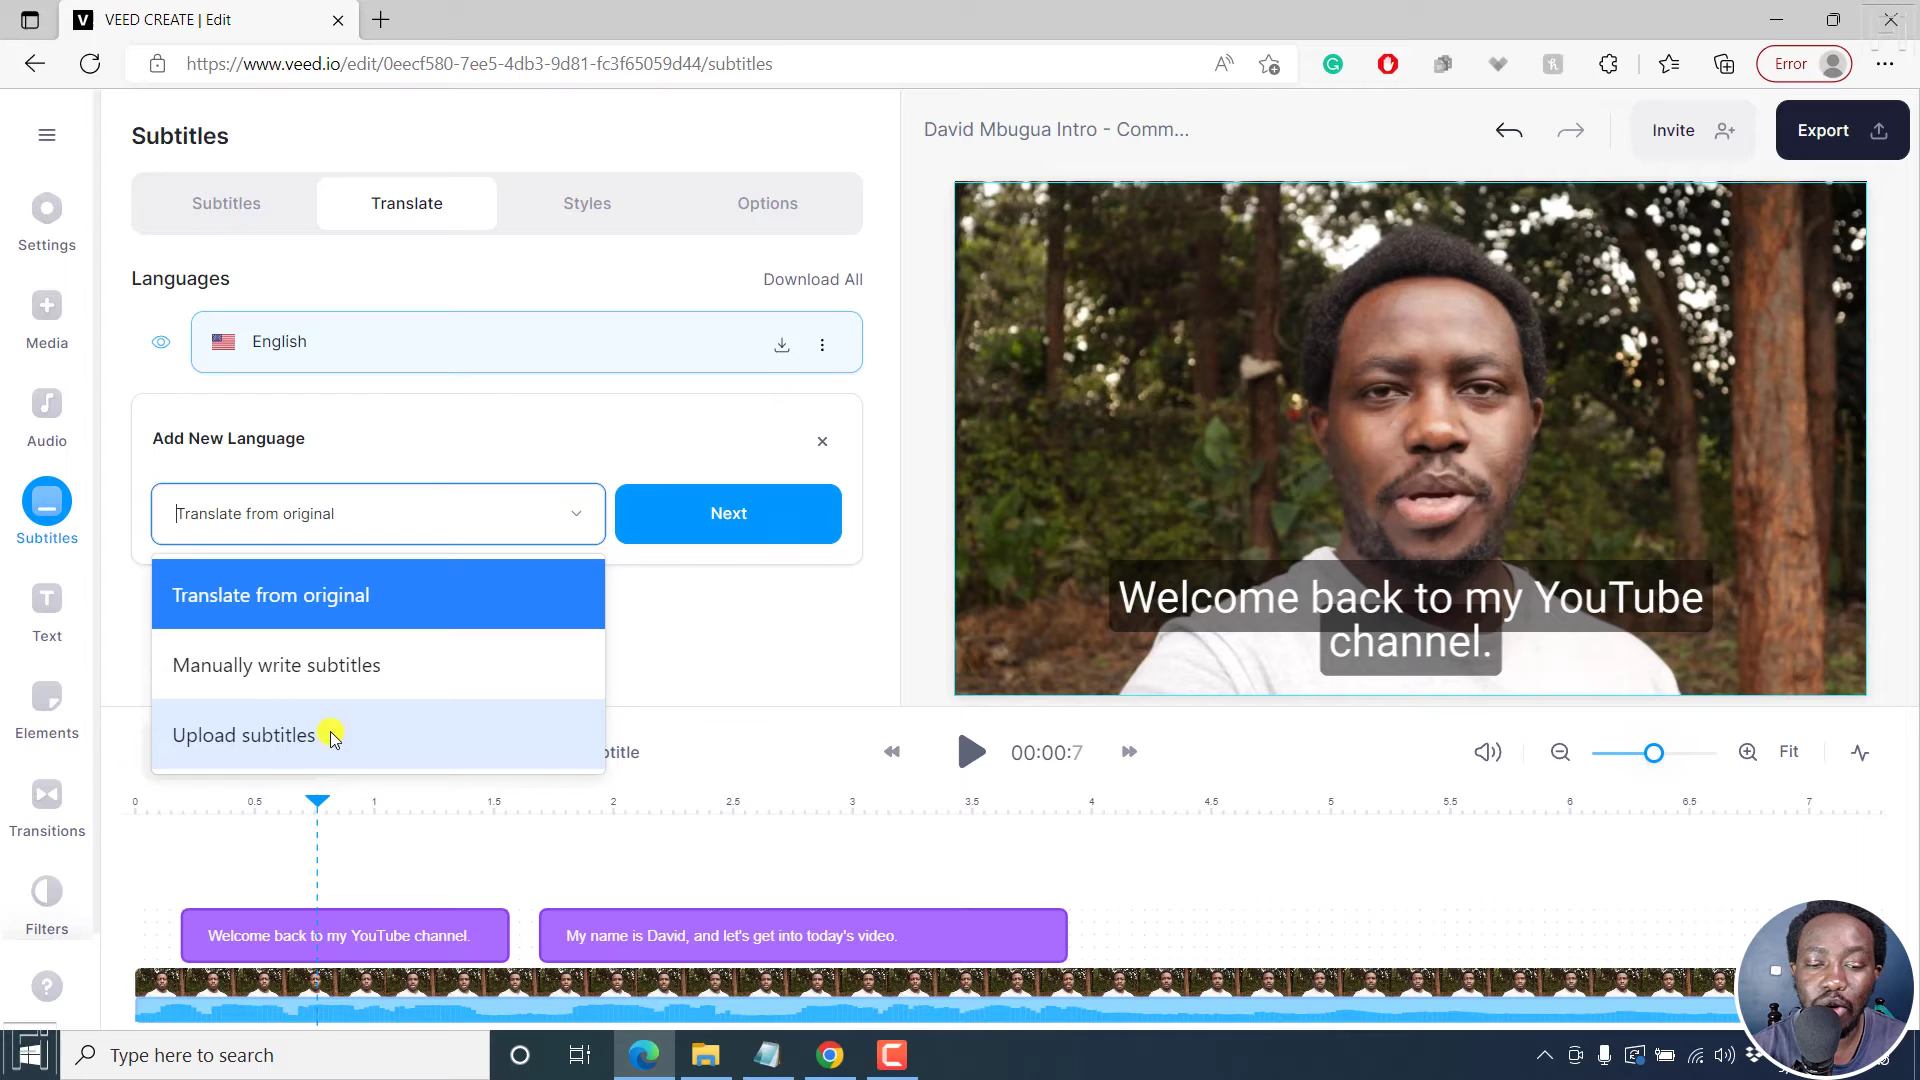 VEED CREATE | Edit
https://www.veed.io/edit/0eecf580-7ee5-4db3-9d81-fc3f65059d44/subtitles
Error
Subtitles
Subtitles
Translate
Styles
Options
Languages
Download All
English
Add New Language
Translate from original
Next
Translate from original
Manually write subtitles
Upload subtitles
Settings
Media
Audio
Subtitles
Text
Elements
Transitions
Filters
David Mbugua Intro - Comm...
Invite
Export
Welcome back to my YouTube
channel.
00:00:7
Fit
0 0.5 1 1.5 2 2.5 3 3.5 4 4.5 5 5.5 6 6.5 7
Welcome back to my YouTube channel.
My name is David, and let's get into today's video.
Type here to search